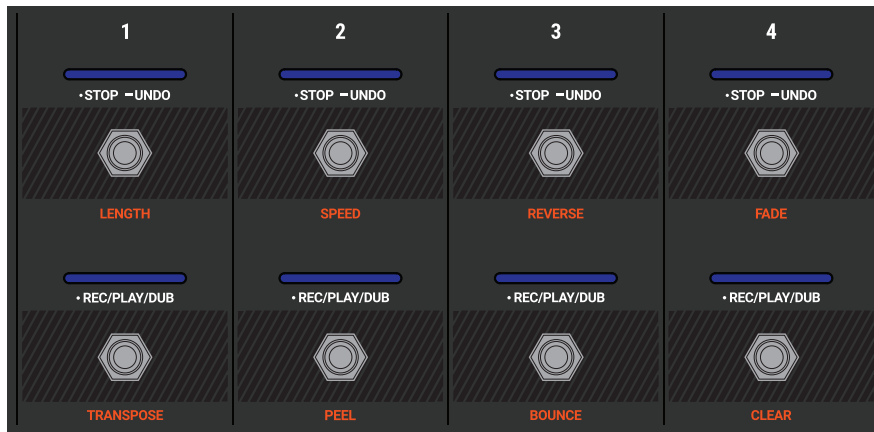 1 2 3 4
•STOP –UNDO •STOP –UNDO •STOP –UNDO •STOP –UNDO
LENGTH SPEED REVERSE FADE
•REC/PLAY/DUB •REC/PLAY/DUB •REC/PLAY/DUB •REC/PLAY/DUB
TRANSPOSE PEEL BOUNCE CLEAR